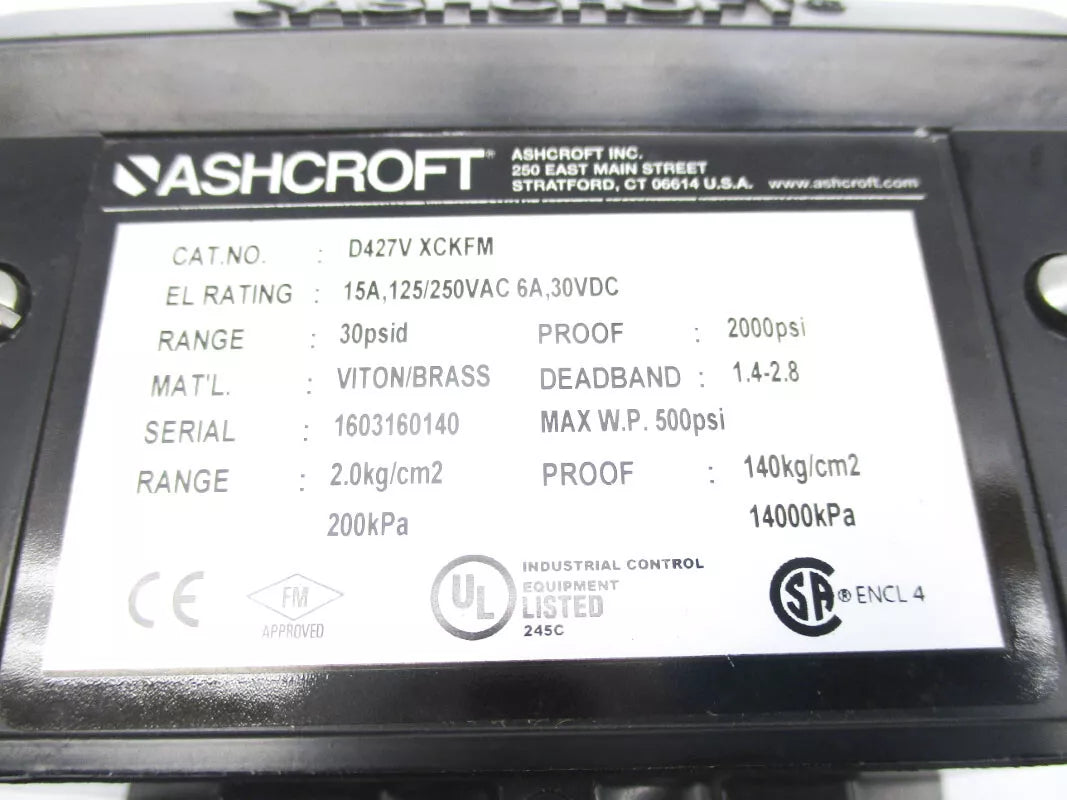 ASHCROFT®
ASHCROFT®
ASHCROFT INC.
250 EAST MAIN STREET
STRATFORD, CT 06614 U.S.A. www.ashcroft.com
CAT.NO. : D427V XCKFM
EL RATING : 15A,125/250VAC 6A,30VDC
RANGE : 30psid PROOF : 2000psi
MAT'L. : VITON/BRASS DEADBAND : 1.4-2.8
SERIAL : 1603160140 MAX W.P. 500psi
RANGE : 2.0kg/cm2 PROOF : 140kg/cm2
200kPa 14000kPa
CE
FM
APPROVED
UL
INDUSTRIAL CONTROL
EQUIPMENT
LISTED
245C
SA ® ENCL 4